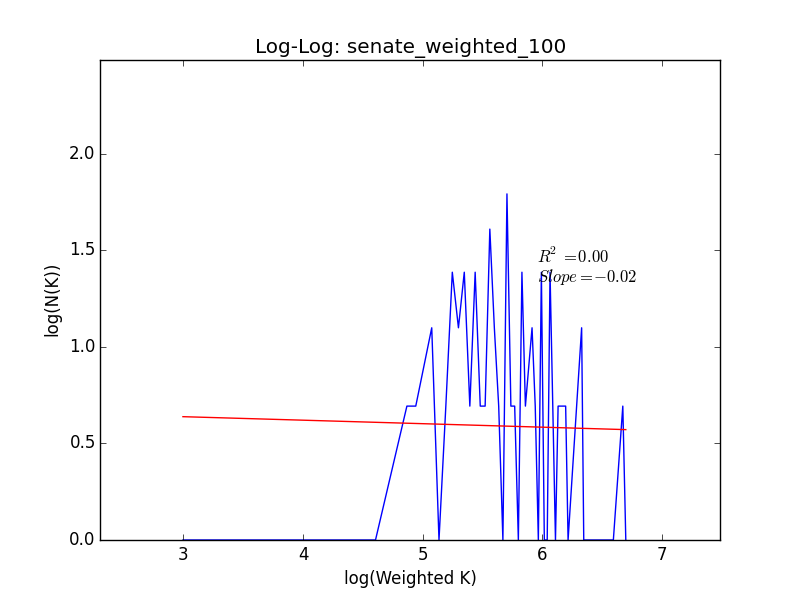 Log-Log: senate_weighted_100
log(N(K))
2.0
1.5
1.0
0.5
0.0
R² =0.00
Slope=−0.02
3 4 5 6 7
log(Weighted K)